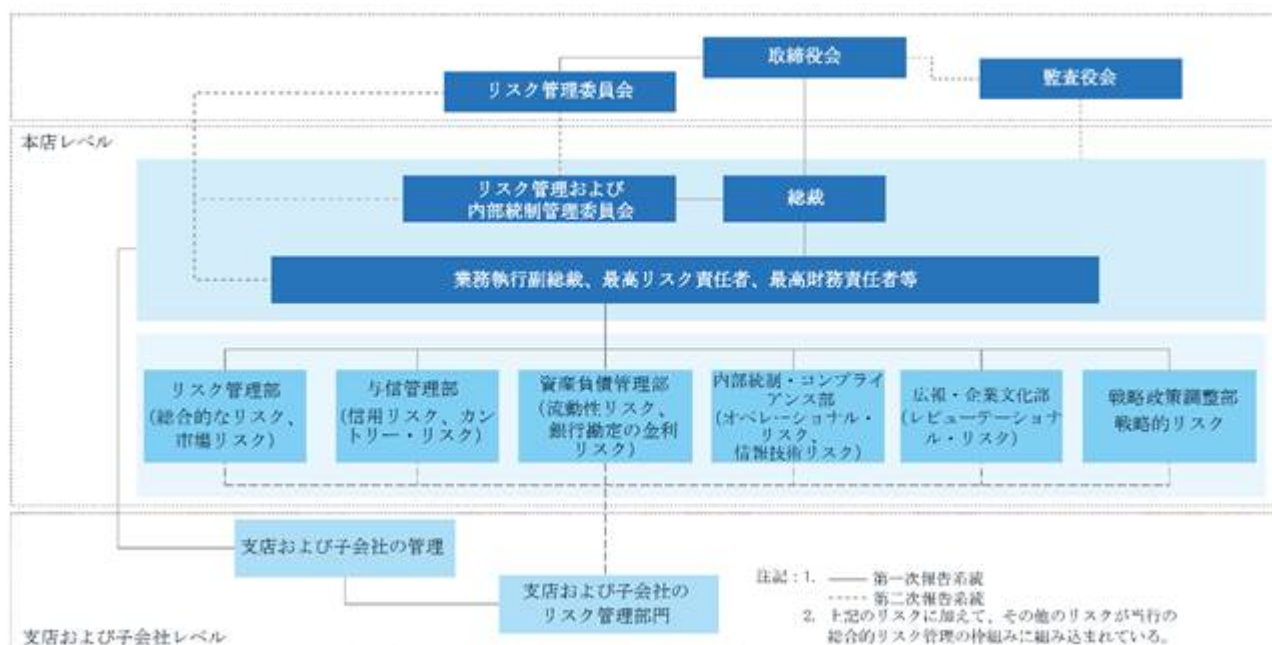 取締役会
リスク管理委員会
監査役会
本店レベル
リスク管理および
内部統制管理委員会
総裁
業務執行副総裁、最高リスク責任者、最高財務責任者等
リスク管理部
(総合的なリスク、
市場リスク)
与信管理部
(信用リスク、カン
トリー・リスク)
資産負債管理部
(流動性リスク、
銀行勘定の金利
リスク)
内部統制・コンプライ
アンス部
(オペレーショナル・
リスク、
情報技術リスク)
広報・企業文化部
(レピューテーショナ
ル・リスク)
戦略政策調整部
戦略的リスク
支店および子会社の管理
支店および子会社の
リスク管理部門
注記：1. 第一次報告系統
第二次報告系統
2. 上記のリスクに加えて、その他のリスクが当行の
総合的リスク管理の枠組みに組み込まれている。
支店および子会社レベル